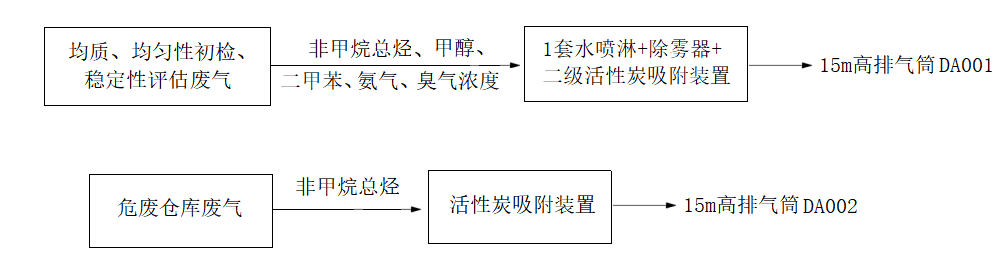 均质、均匀性初检、
稳定性评估废气
非甲烷总烃、甲醇、
二甲苯、氨气、臭气浓度
1套水喷淋+除雾器+
二级活性炭吸附装置
15m高排气筒DA001
危废仓库废气
非甲烷总烃
活性炭吸附装置
15m高排气筒DA002